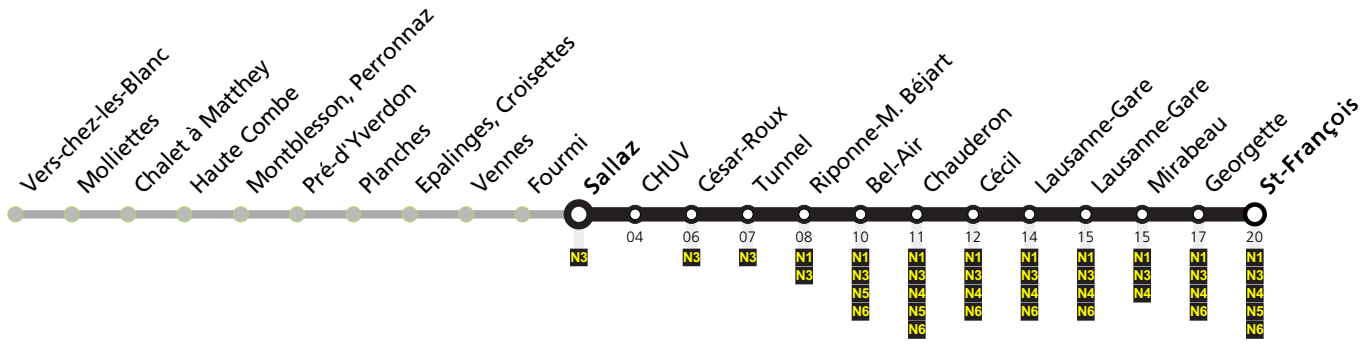 Vers-chez-les-Blanc
Molliettes
Chalet à Matthey
Haute Combe
Montblesson, Perronnaz
Pré-d'Yverdon
Planches
Epalinges, Croisettes
Vennes
Fourmi
Sallaz
CHUV
César-Roux
Tunnel
Riponne-M. Béjart
Bel-Air
Chauderon
Cécil
Lausanne-Gare
Lausanne-Gare
Mirabeau
Georgette
St-François
04 06 07 08 10 11 12 14 15 15 17 20
N3 N3 N3 N1 N1 N1 N1 N1 N1 N1 N1 N1
N3 N3 N3 N3 N3 N3 N3 N3 N3
N5 N4 N4 N4 N4 N4 N4 N4
N6 N5 N6 N6 N6 N6 N5
N6 N6